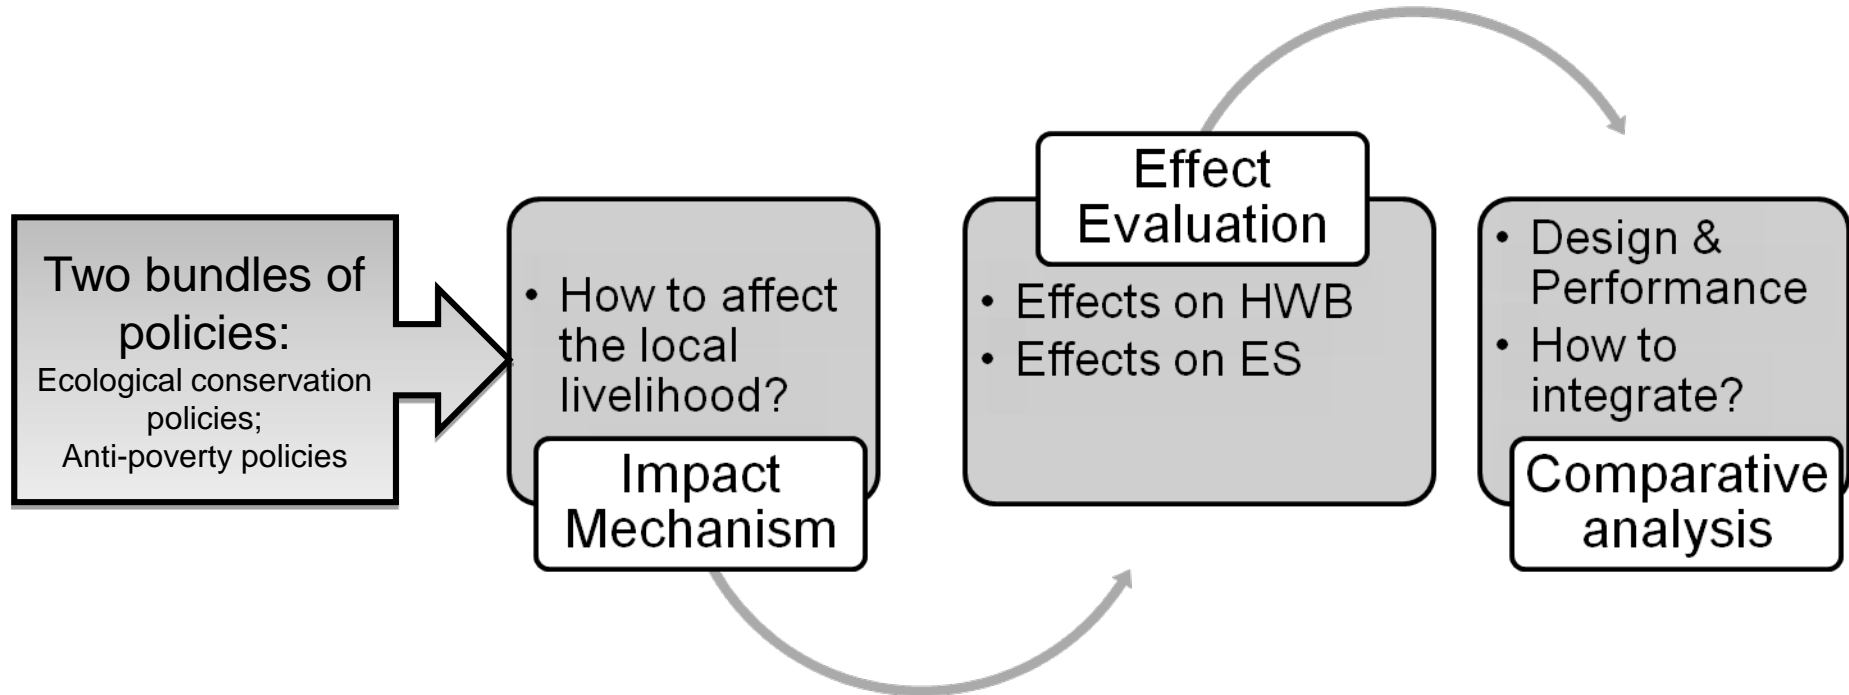 Two bundles of
policies:
Ecological conservation
policies;
Anti-poverty policies
• How to affect
the local
livelihood?
Impact
Mechanism
Effect
Evaluation
• Effects on HWB
• Effects on ES
• Design &
Performance
• How to
integrate?
Comparative
analysis